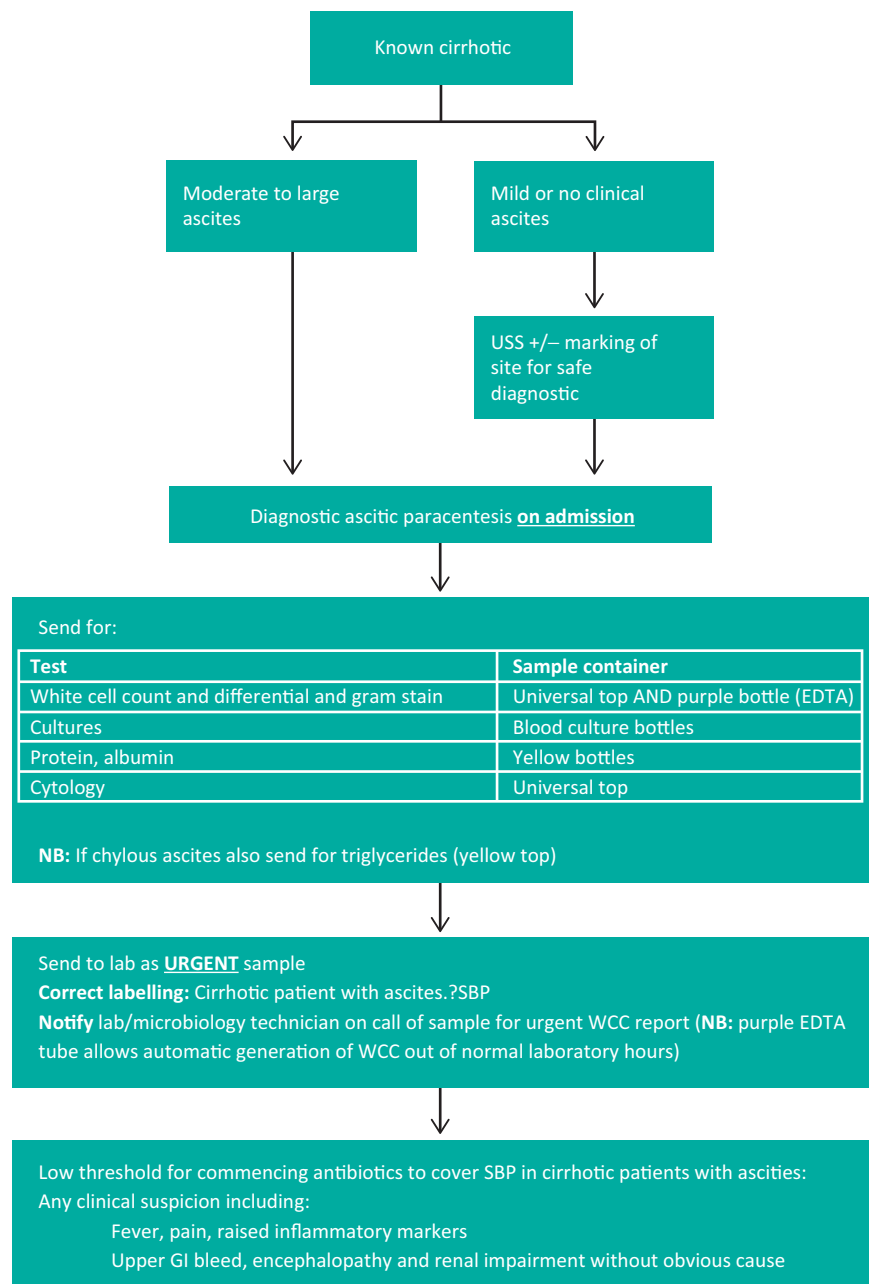 Known cirrhotic
Moderate to large
ascites
Mild or no clinical
ascites
USS +/− marking of
site for safe
diagnostic
Diagnostic ascitic paracentesis on admission
Send for:
Test Sample container
White cell count and differential and gram stain Universal top AND purple bottle (EDTA)
Cultures Blood culture bottles
Protein, albumin Yellow bottles
Cytology Universal top
NB: If chylous ascites also send for triglycerides (yellow top)
Send to lab as URGENT sample
Correct labelling: Cirrhotic patient with ascites.?SBP
Notify lab/microbiology technician on call of sample for urgent WCC report (NB: purple EDTA
tube allows automatic generation of WCC out of normal laboratory hours)
Low threshold for commencing antibiotics to cover SBP in cirrhotic patients with ascities:
Any clinical suspicion including:
Fever, pain, raised inflammatory markers
Upper GI bleed, encephalopathy and renal impairment without obvious cause